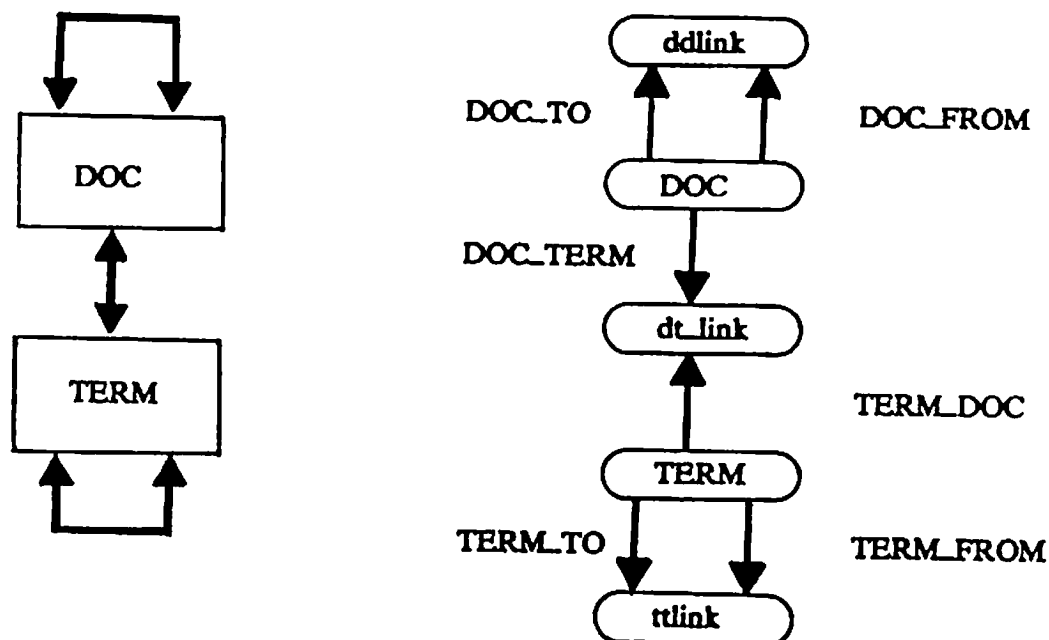 DOC
TERM
ddlink
DOC_TO
DOC_FROM
DOC
DOC_TERM
dt_link
TERM_DOC
TERM
TERM_TO
TERM_FROM
ttlink